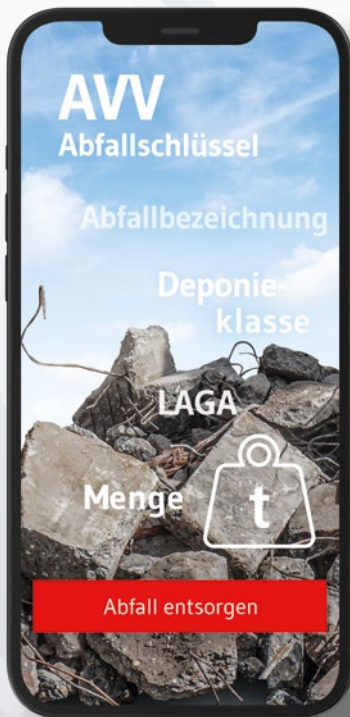 AVV
Abfallschlüssel
Abfallbezeichnung
Deponie-
klasse
LAGA
Menge
t
Abfall entsorgen